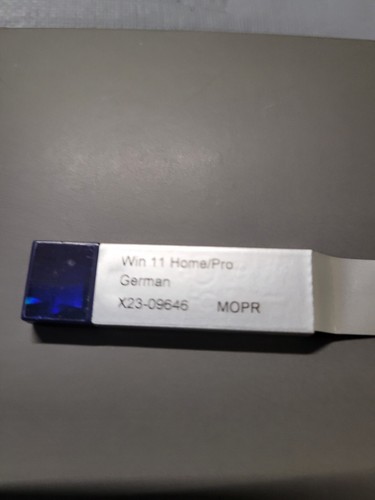 Win 11 Home/Pro
German
X23-09646 MOPR